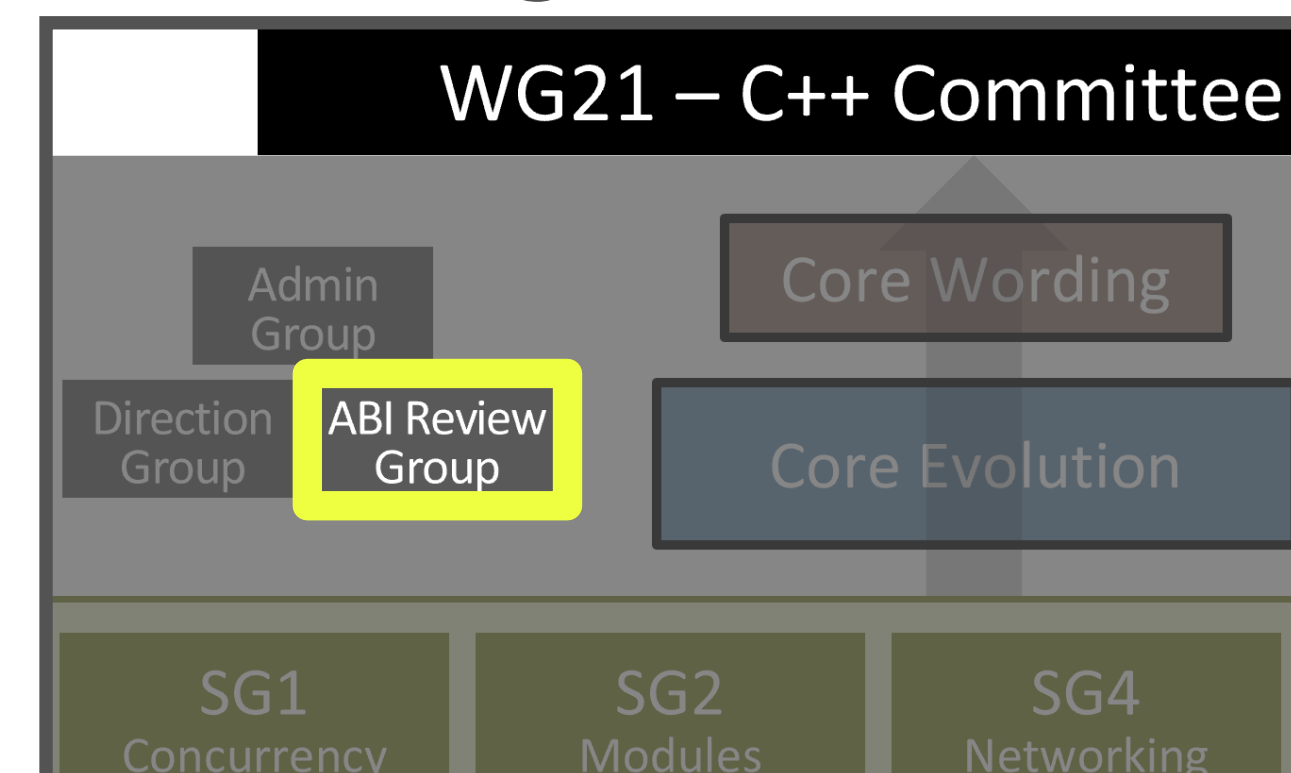 WG21 – C++ Committee
Admin
Group
Core Wording
Direction
Group
ABI Review
Group
Core Evolution
SG1
Concurrency
SG2
Modules
SG4
Networking